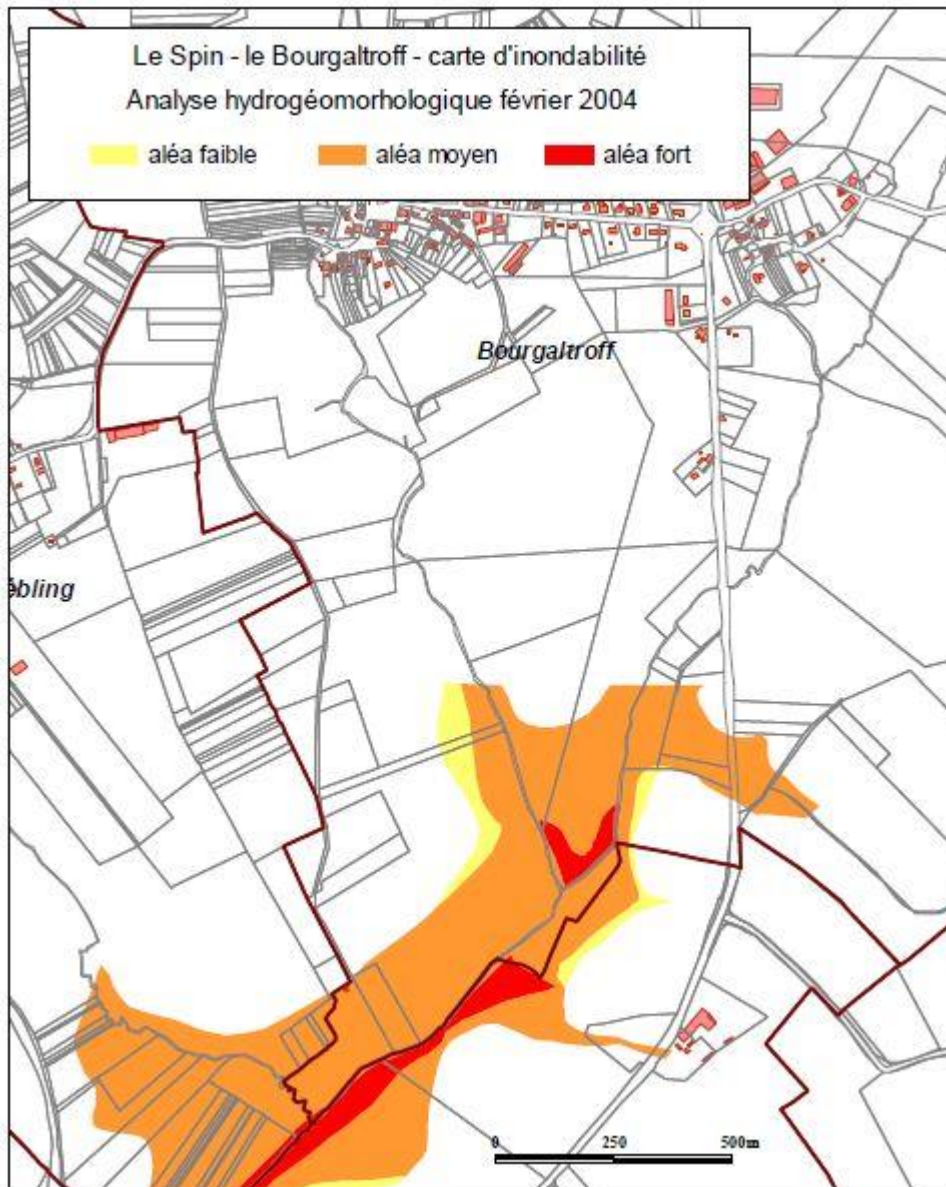 Le Spin - le Bourgaltroff - carte d'inondabilité
Analyse hydrogéomorhologique février 2004
aléa faible
aléa moyen
aléa fort
Bourgaltroff
ébling
0
250
500m